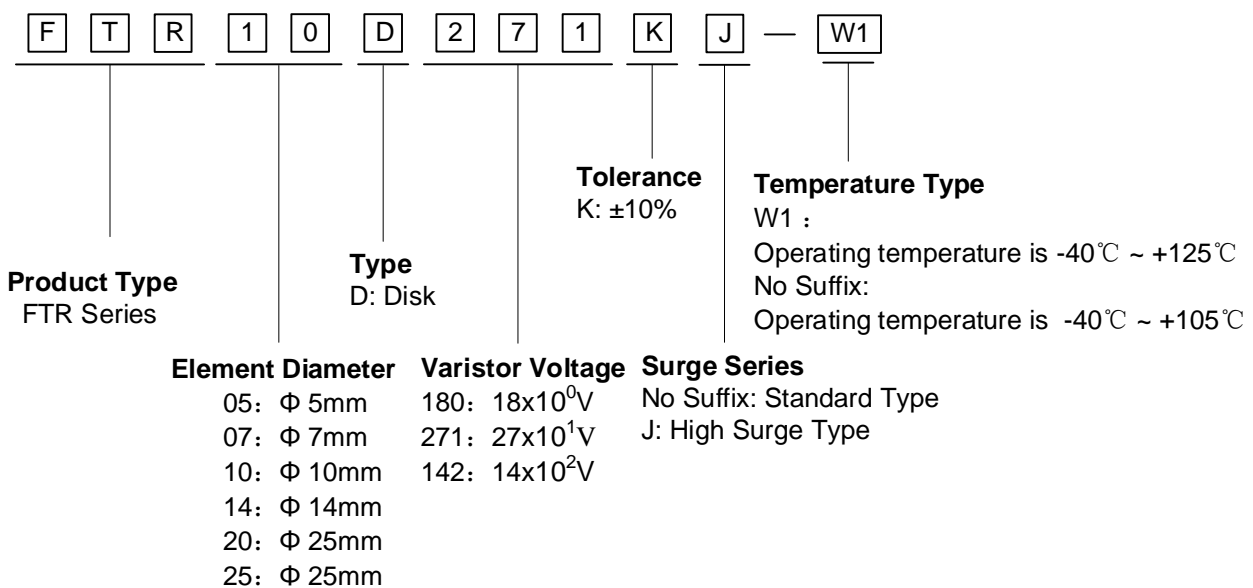 F T R 1 0 D 2 7 1 K J — W1
Tolerance
K: ±10%
Temperature Type
W1：
Operating temperature is -40℃ ~ +125℃
No Suffix:
Operating temperature is -40℃ ~ +105℃
Type
D: Disk
Product Type
FTR Series
Element Diameter
05：Φ 5mm
07：Φ 7mm
10：Φ 10mm
14：Φ 14mm
20：Φ 25mm
25：Φ 25mm
Varistor Voltage
180：18x10⁰V
271：27x10¹V
142：14x10²V
Surge Series
No Suffix: Standard Type
J: High Surge Type